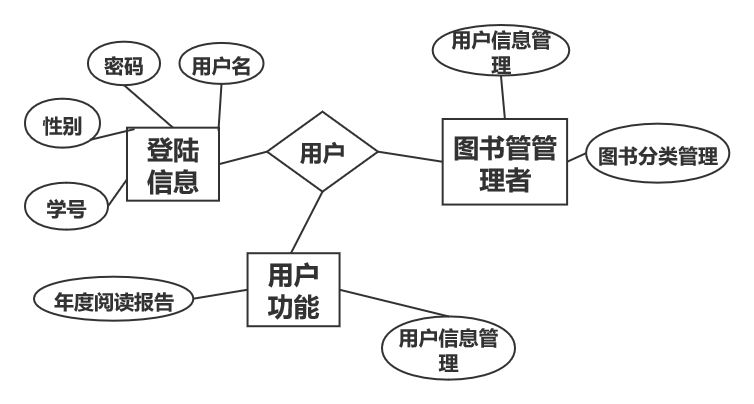 用户信息管
理
密码
用户名
性别
登陆
信息
用户
图书管管
理者
图书分类管理
学号
用户
功能
年度阅读报告
用户信息管
理